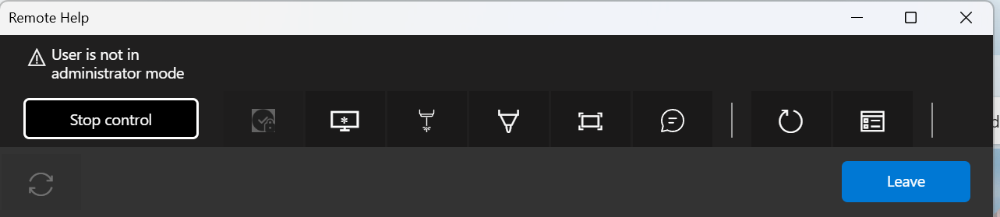 Remote Help
User is not in
administrator mode
Stop control
Leave